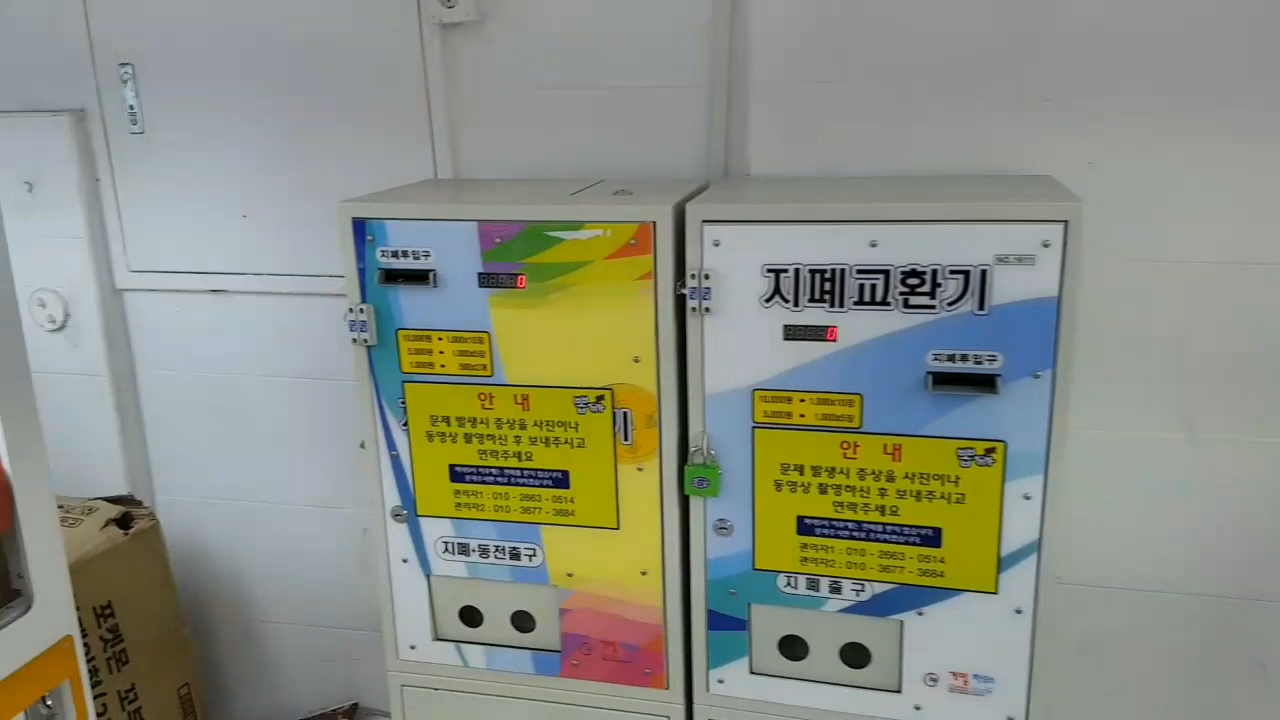 지폐투입구
0
10,000원 ► 1,000x10장
5,000원 ► 1,000x5장
1,000원 ► 500x2개
안 내
뽑
문제 발생시 증상을 사진이나
동영상 촬영하신 후 보내주시고
연락주세요
관리자1 : 010 - 2663 - 0514
관리자2 : 010 - 3677 - 3684
지폐+동전출구
지폐교환기
0
지폐투입구
10,000원 ► 1,000x10장
5,000원 ► 1,000x5장
안 내
뽑
문제 발생시 증상을 사진이나
동영상 촬영하신 후 보내주시고
연락주세요
관리자1 : 010 - 2663 - 0514
관리자2 : 010 - 3677 - 3684
지폐출구
포켓몬